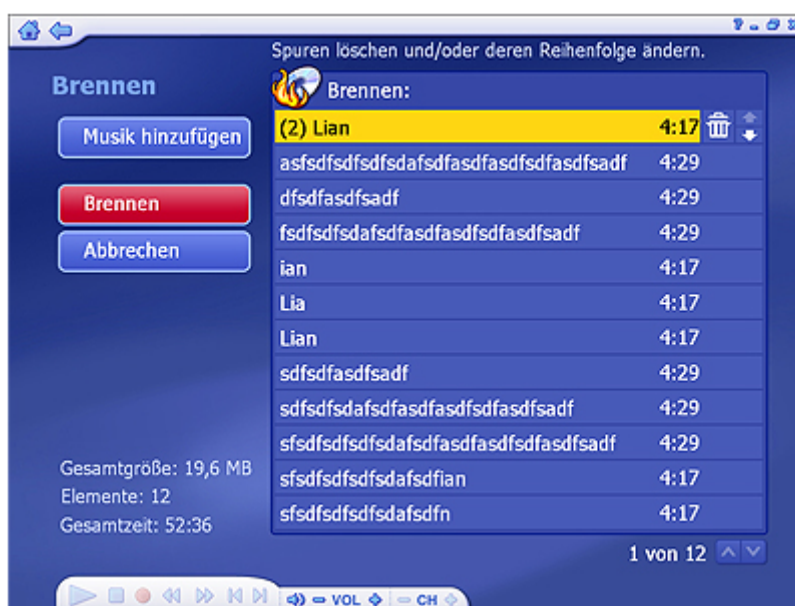 Spuren löschen und/oder deren Reihenfolge ändern.
Brennen
Musik hinzufügen
Brennen
Abbrechen
Brennen:
(2) Lian 4:17
asfsdfsdfsdfsdafsdfasdfasdfsdfasdfsadf 4:29
dfsdfasdfsadf 4:29
fsdfsdfsdafsdfasdfasdfsdfasdfsadf 4:29
ian 4:17
Lia 4:17
Lian 4:17
sdfsdfasdfsadf 4:29
sdfsdfsdafsdfasdfasdfsdfasdfsadf 4:29
sfsdfsdfsdfsdafsdfasdfasdfsdfasdfsadf 4:29
sfsdfsdfsdfsdafsdfian 4:17
sfsdfsdfsdfsdafsdfn 4:17
Gesamtgröße: 19,6 MB
Elemente: 12
Gesamtzeit: 52:36
1 von 12
VOL
CH